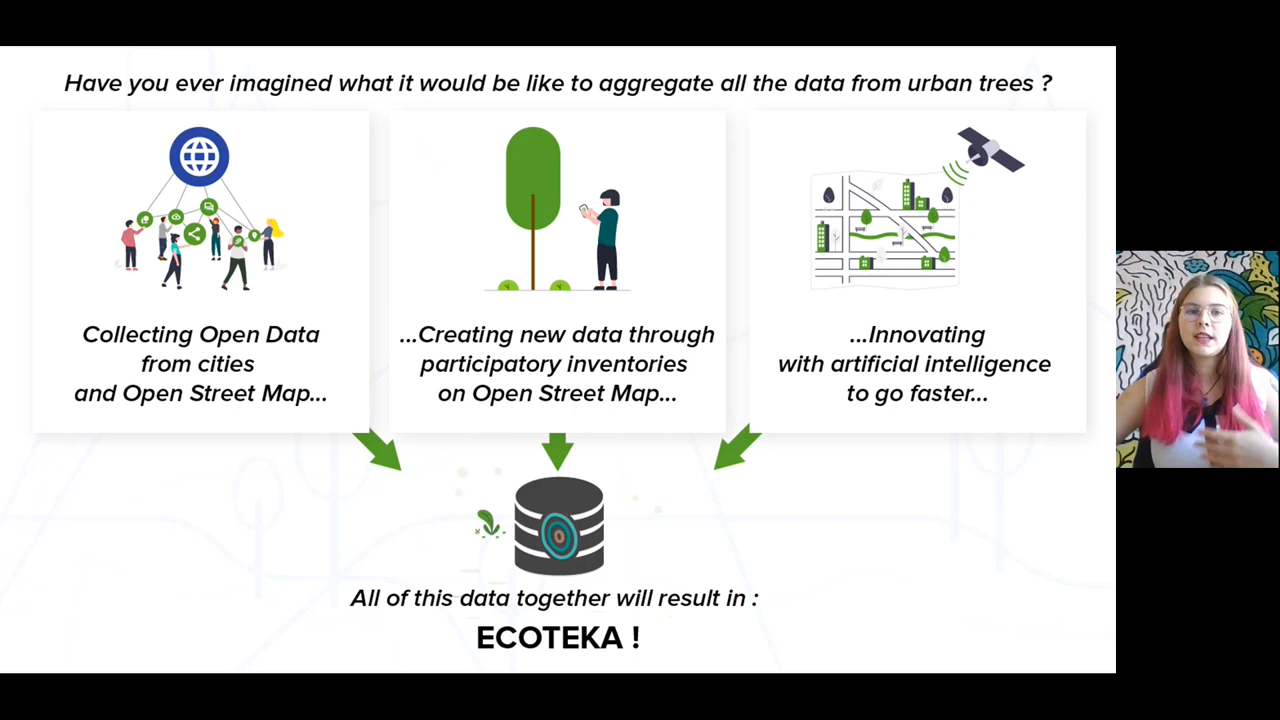 Have you ever imagined what it would be like to aggregate all the data from urban trees ?
Collecting Open Data
from cities
and Open Street Map...
...Creating new data through
participatory inventories
on Open Street Map...
...Innovating
with artificial intelligence
to go faster...
All of this data together will result in :
ECOTEKA !